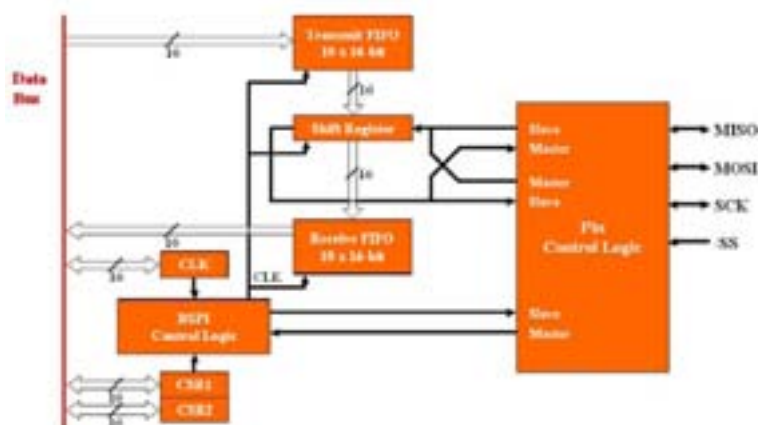 Transmit FIFO
10 x 16-bit
16
Data
Bus
16
Shift Register
Slave
Master
MISO
MOSI
16
Master
Slave
SCK
Pin
Control Logic
-SS
16
Receive FIFO
10 x 16-bit
16
CLK
CLK
BSPI
Control Logic
Slave
Master
16
CSR1
16
CSR2